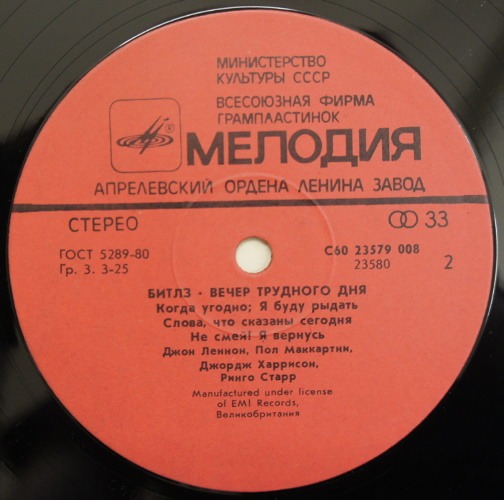 МИНИСТЕРСТВО
КУЛЬТУРЫ СССР
ВСЕСОЮЗНАЯ ФИРМА
ГРАМПЛАСТИНОК
МЕЛОДИЯ
АПРЕЛЕВСКИЙ ОРДЕНА ЛЕНИНА ЗАВОД
СТЕРЕО
33
ГОСТ 5289-80
Гр. 3. 3-25
С60 23579 008
23580
2
БИТЛЗ · ВЕЧЕР ТРУДНОГО ДНЯ
Когда угодно; Я буду рыдать
Слова, что сказаны сегодня
Не смей! Я вернусь
Джон Леннон, Пол Маккартни,
Джордж Харрисон,
Ринго Старр
Manufactured under license
of EMI Records,
Великобритания